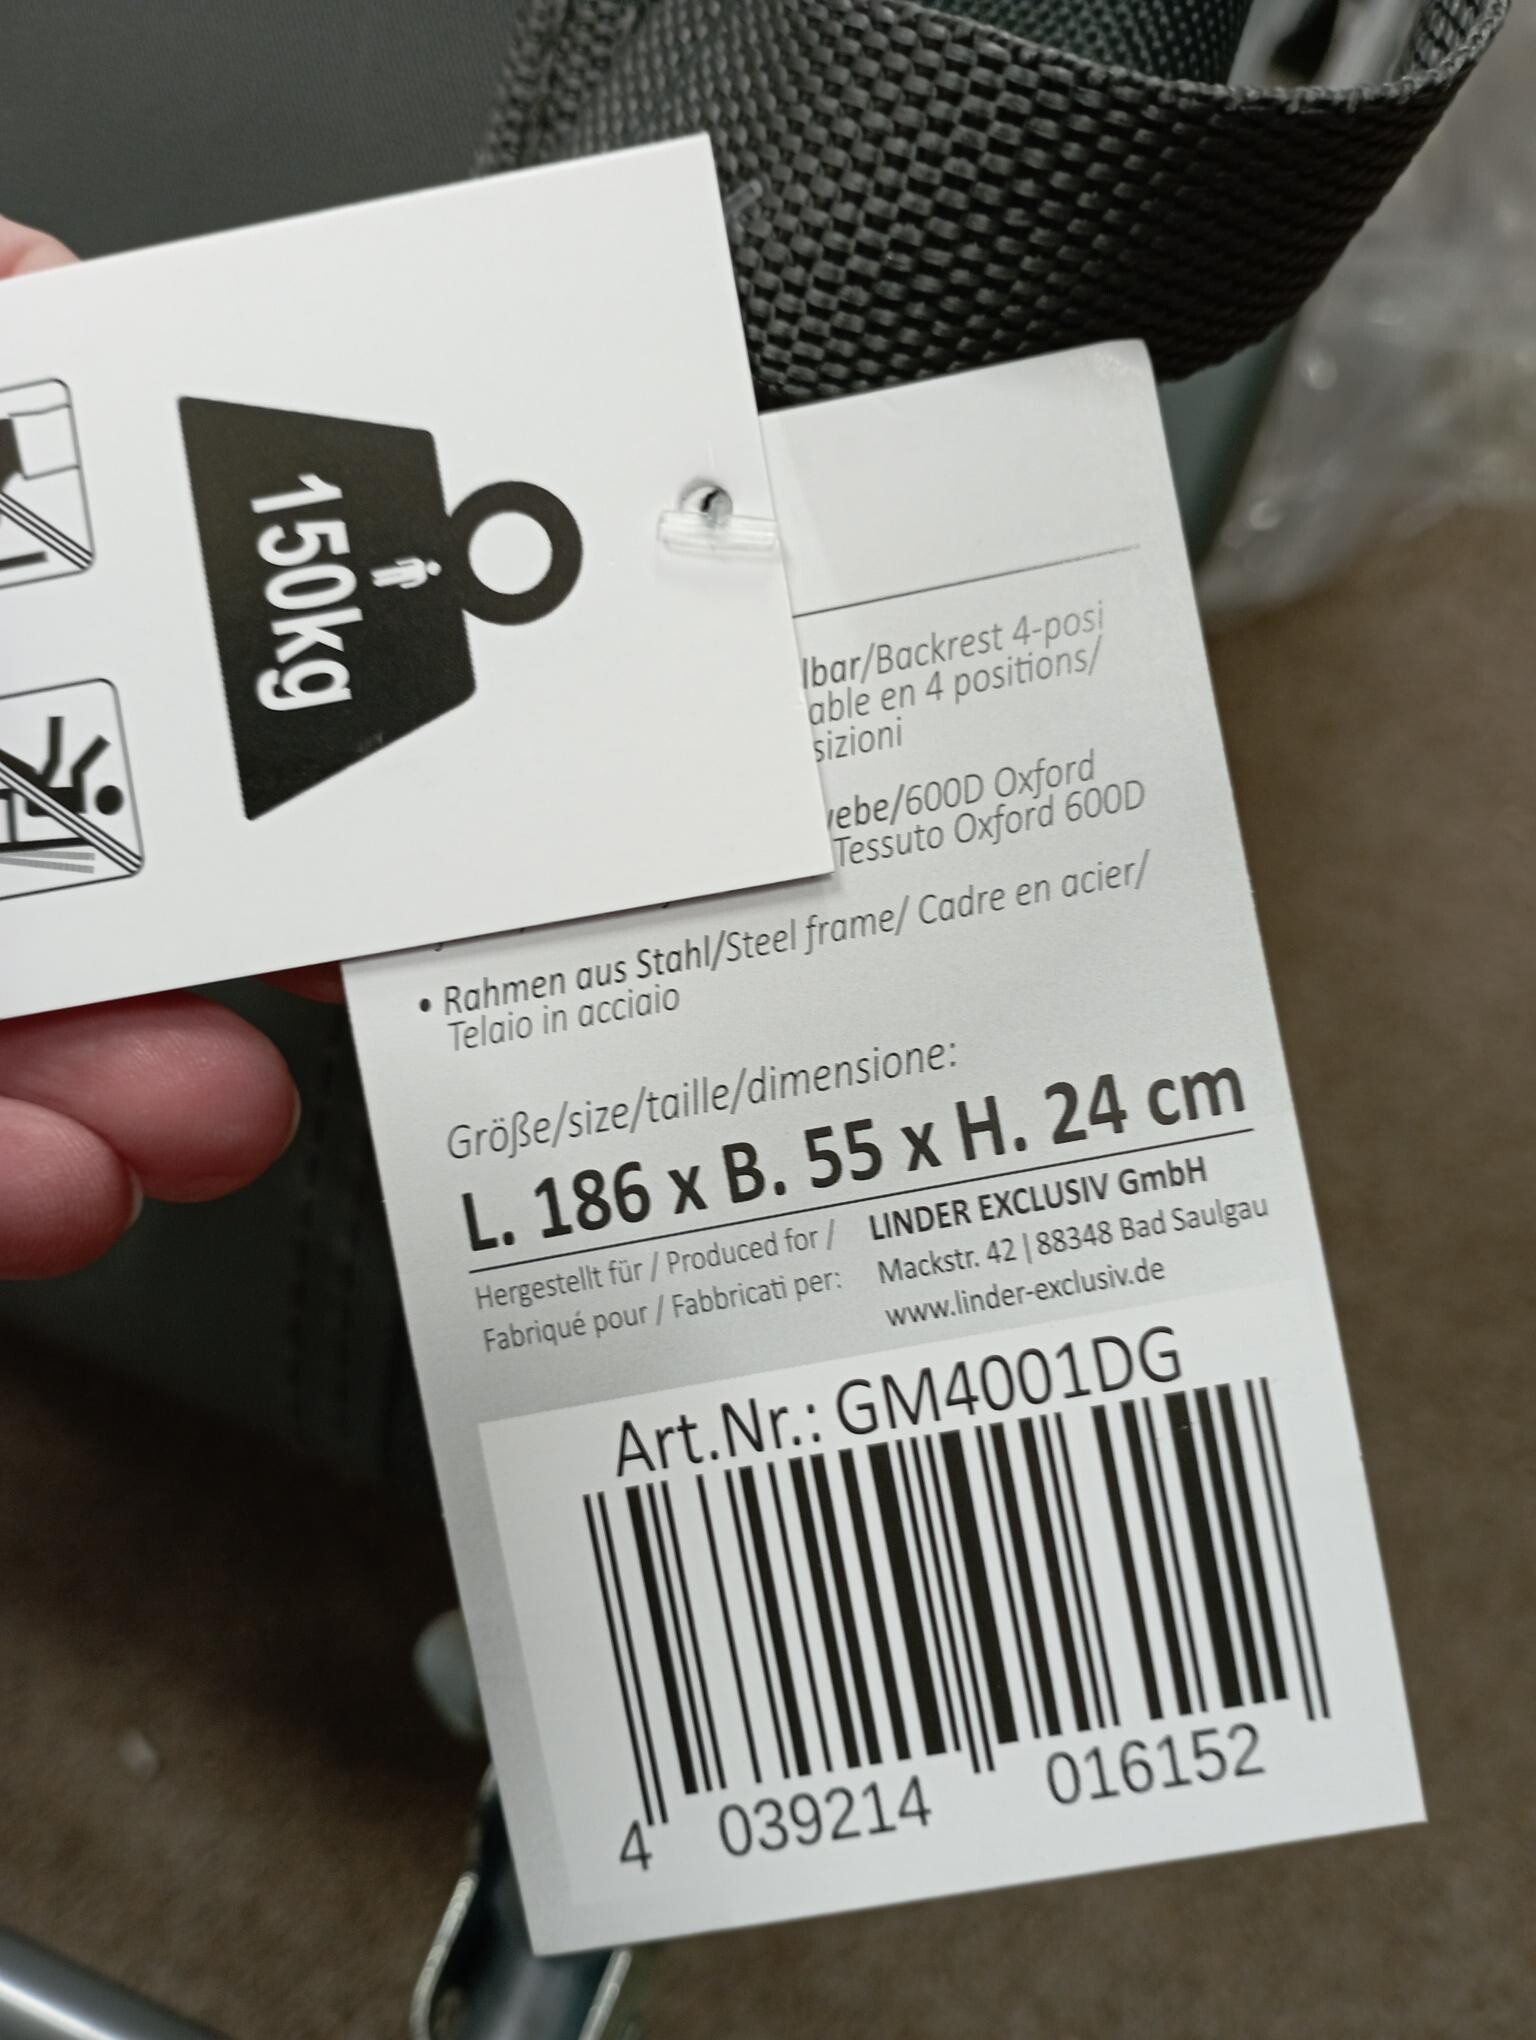 150kg
lbar/Backrest 4-posi
able en 4 positions/
sizioni
ebe/600D Oxford
Tessuto Oxford 600D
• Rahmen aus Stahl/Steel frame/ Cadre en acier/
Telaio in acciaio
Größe/size/taille/dimensione:
L. 186 x B. 55 x H. 24 cm
Hergestellt für / Produced for /
Fabriqué pour / Fabbricati per:
LINDER EXCLUSIV GmbH
Mackstr. 42 | 88348 Bad Saulgau
www.linder-exclusiv.de
Art.Nr.: GM4001DG
4 039214 016152